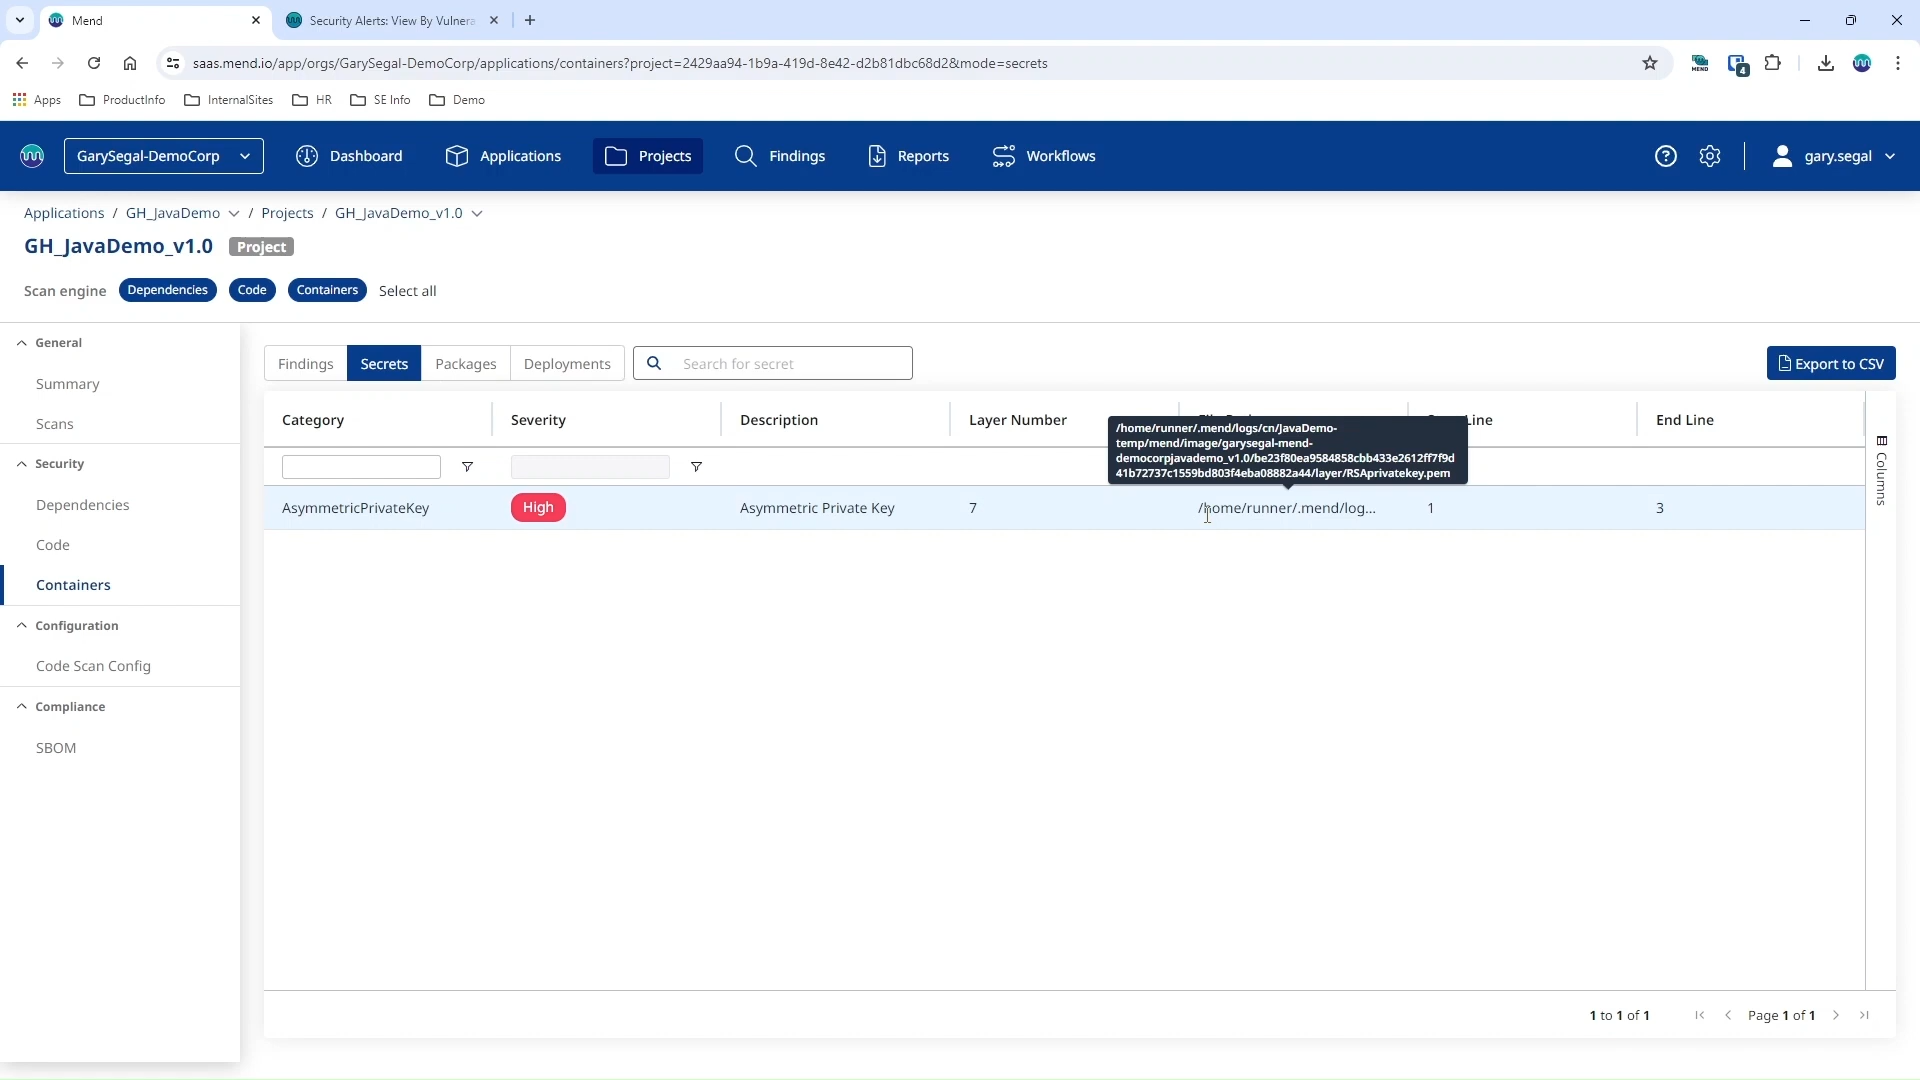 Mend
Security Alerts: View By Vulnera
saas.mend.io/app/orgs/GarySegal-DemoCorp/applications/containers?project=2429aa94-1b9a-419d-8e42-d2b81dbc68d2&mode=secrets
MEND
4
Apps
ProductInfo
InternalSites
HR
SE Info
Demo
GarySegal-DemoCorp
Dashboard
Applications
Projects
Findings
Reports
Workflows
gary.segal
Applications / GH_JavaDemo / Projects / GH_JavaDemo_v1.0
GH_JavaDemo_v1.0 Project
Scan engine Dependencies Code Containers Select all
General
Summary
Scans
Security
Dependencies
Code
Containers
Configuration
Code Scan Config
Compliance
SBOM
Findings Secrets Packages Deployments Search for secret Export to CSV
Category Severity Description Layer Number Line End Line
/home/runner/.mend/logs/cn/JavaDemo-
temp/mend/image/garysegal-mend-
democorpjavademo_v1.0/be23f80ea9584858cbb433e2612ff7f9d
41b72737c1559bd803f4eba08882a44/layer/RSAprivatekey.pem
AsymmetricPrivateKey High Asymmetric Private Key 7 /home/runner/.mend/log... 1 3
Columns
1 to 1 of 1 Page 1 of 1